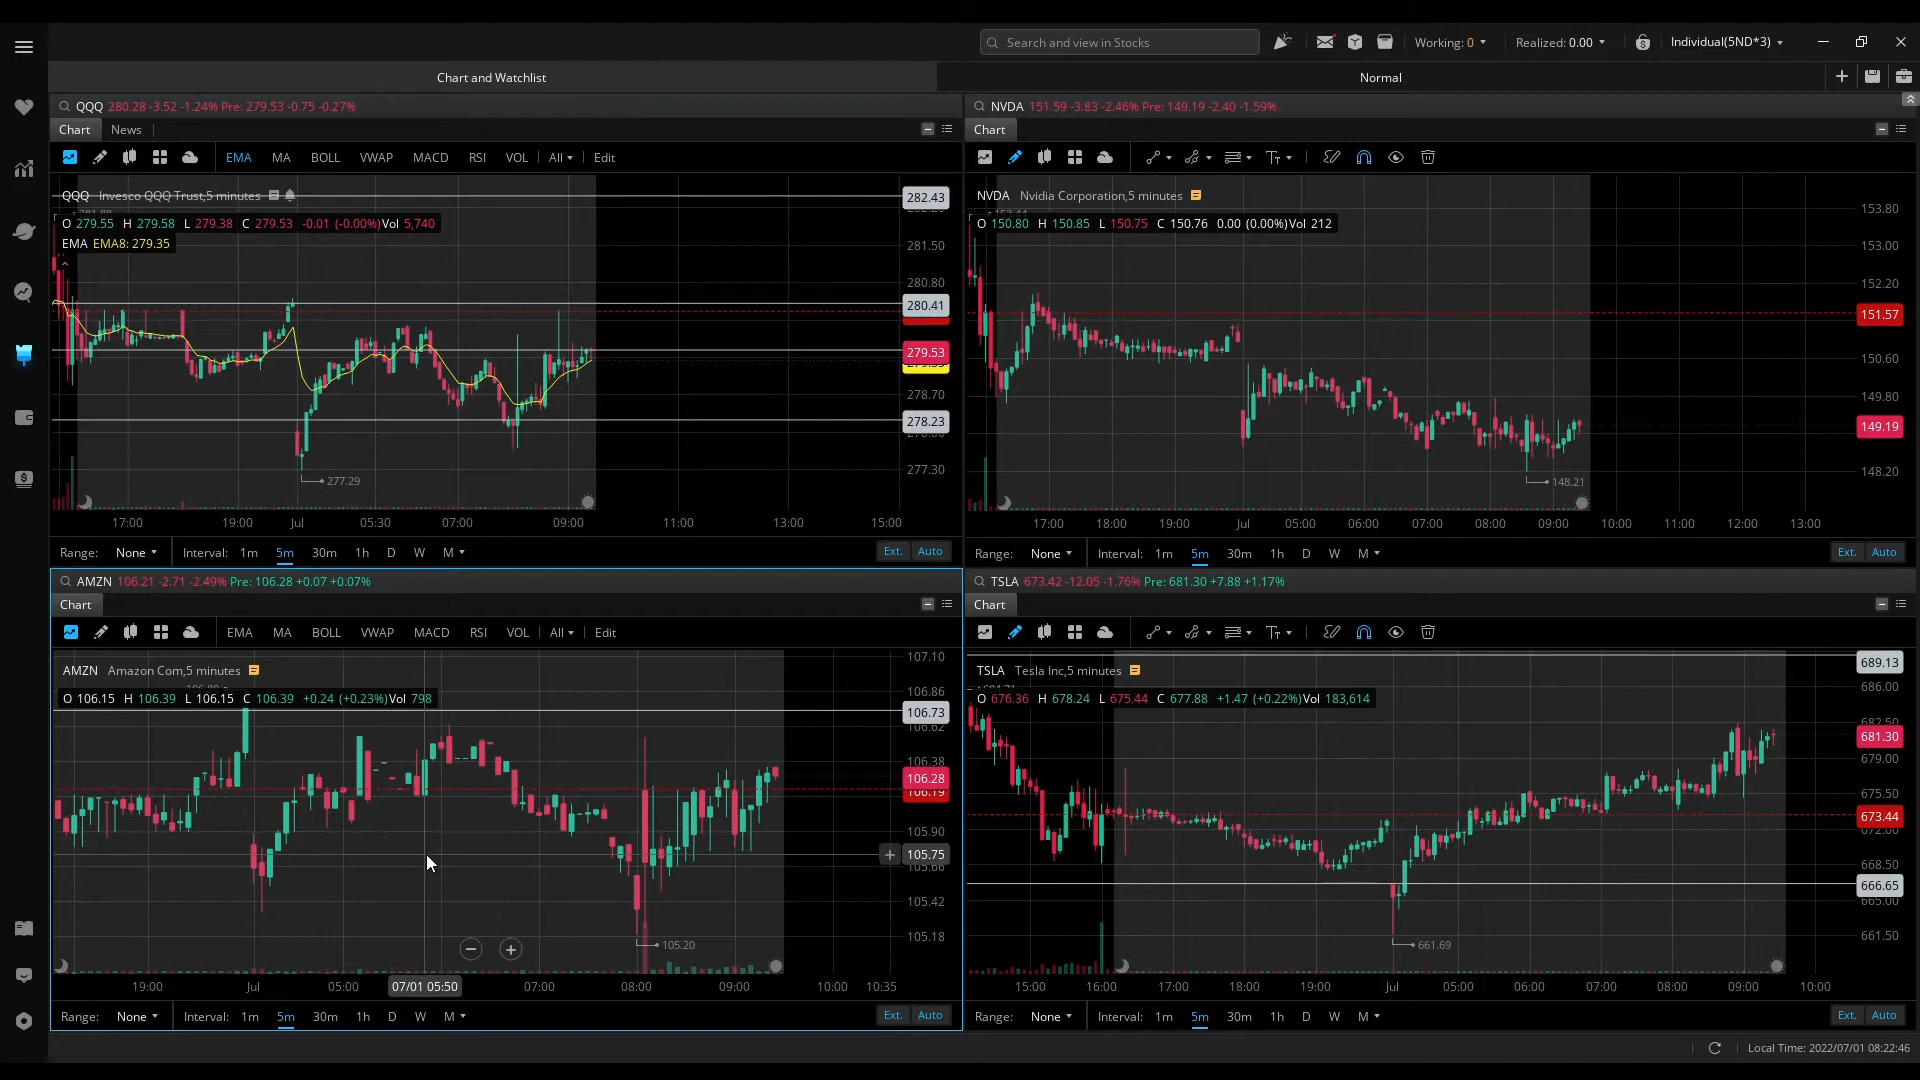 Search and view in Stocks
Working: 0
Realized: 0.00
Individual(5ND*3)
Chart and Watchlist
Normal
QQQ 280.28 -3.52 -1.24% Pre: 279.53 -0.75 -0.27%
Chart
News
EMA
MA
BOLL
VWAP
MACD
RSI
VOL
All
Edit
QQQ Invesco QQQ Trust,5 minutes
O 279.55 H 279.58 L 279.38 C 279.53 -0.01 (-0.00%)Vol 5,740
EMA EMA8: 279.35
282.43
281.50
280.80
280.41
279.53
278.70
278.23
277.30
277.29
17:00
19:00
Jul
05:30
07:00
09:00
11:00
13:00
15:00
Range:
None
Interval:
1m
5m
30m
1h
D
W
M
Ext.
Auto
NVDA 151.59 -3.83 -2.46% Pre: 149.19 -2.40 -1.59%
Chart
NVDA Nvidia Corporation,5 minutes
O 150.80 H 150.85 L 150.75 C 150.76 0.00 (0.00%)Vol 212
153.80
153.00
152.20
151.57
150.60
149.80
149.19
148.20
148.21
17:00
18:00
19:00
Jul
05:00
06:00
07:00
08:00
09:00
10:00
11:00
12:00
13:00
Range:
None
Interval:
1m
5m
30m
1h
D
W
M
Ext.
Auto
AMZN 106.21 -2.71 -2.49% Pre: 106.28 +0.07 +0.07%
Chart
EMA
MA
BOLL
VWAP
MACD
RSI
VOL
All
Edit
AMZN Amazon Com,5 minutes
O 106.15 H 106.39 L 106.15 C 106.39 +0.24 (+0.23%)Vol 798
107.10
106.86
106.73
106.62
106.38
106.28
106.19
105.90
105.75
105.66
105.42
105.18
105.20
19:00
Jul
05:00
07/01 05:50
07:00
08:00
09:00
10:00
10:35
Range:
None
Interval:
1m
5m
30m
1h
D
W
M
Ext.
Auto
TSLA 673.42 -12.05 -1.76% Pre: 681.30 +7.88 +1.17%
Chart
TSLA Tesla Inc,5 minutes
O 676.36 H 678.24 L 675.44 C 677.88 +1.47 (+0.22%)Vol 183,614
689.13
686.00
682.50
681.30
679.00
675.50
673.44
672.00
668.50
666.65
665.00
661.50
661.69
15:00
16:00
17:00
18:00
19:00
Jul
05:00
06:00
07:00
08:00
09:00
10:00
Range:
None
Interval:
1m
5m
30m
1h
D
W
M
Ext.
Auto
Local Time: 2022/07/01 08:22:46